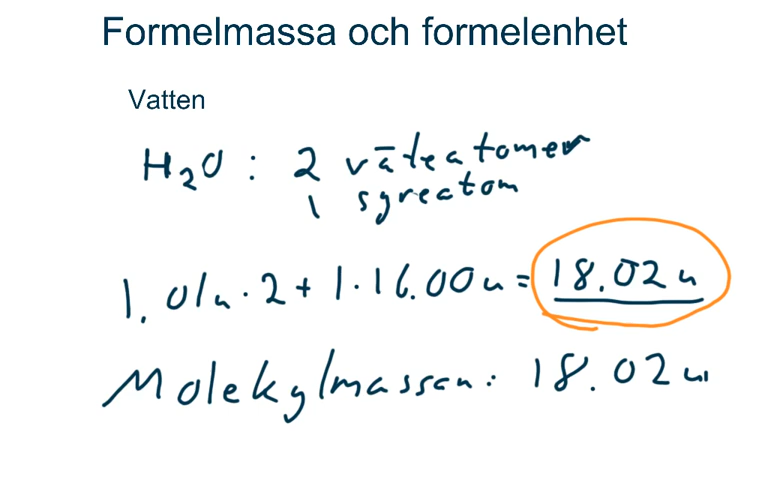 Formelmassa och formelenhet
Vatten
H₂O : 2 väteatomer
1 syreatom
1.01u · 2 + 1 · 16.00u = 18.02u
Molekylmassan: 18.02u